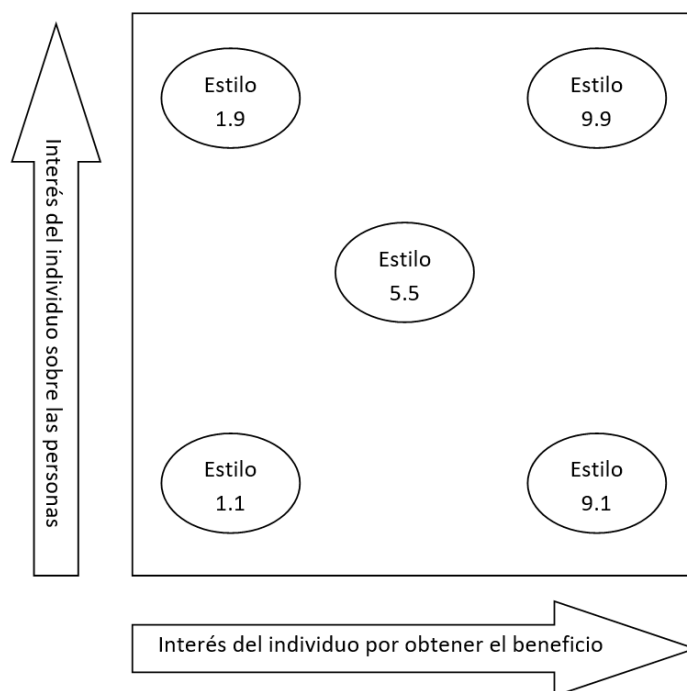 Estilo
1.9
Estilo
9.9
Interés del individuo sobre las personas
Estilo
5.5
Estilo
1.1
Estilo
9.1
Interés del individuo por obtener el beneficio